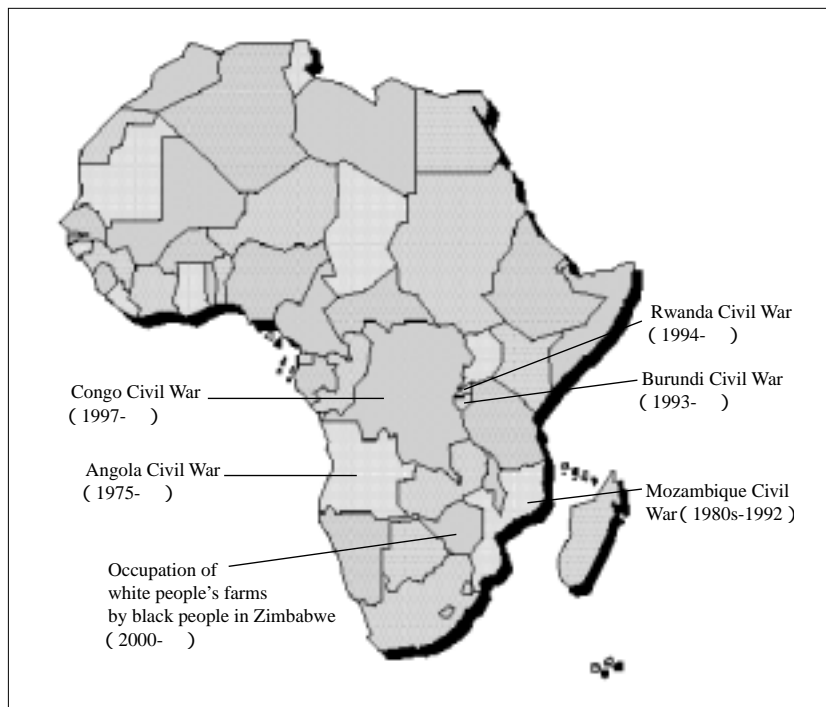 Rwanda Civil War
( 1994- )
Burundi Civil War
( 1993- )
Congo Civil War
( 1997- )
Angola Civil War
( 1975- )
Mozambique Civil
War ( 1980s-1992 )
Occupation of
white people's farms
by black people in Zimbabwe
( 2000- )